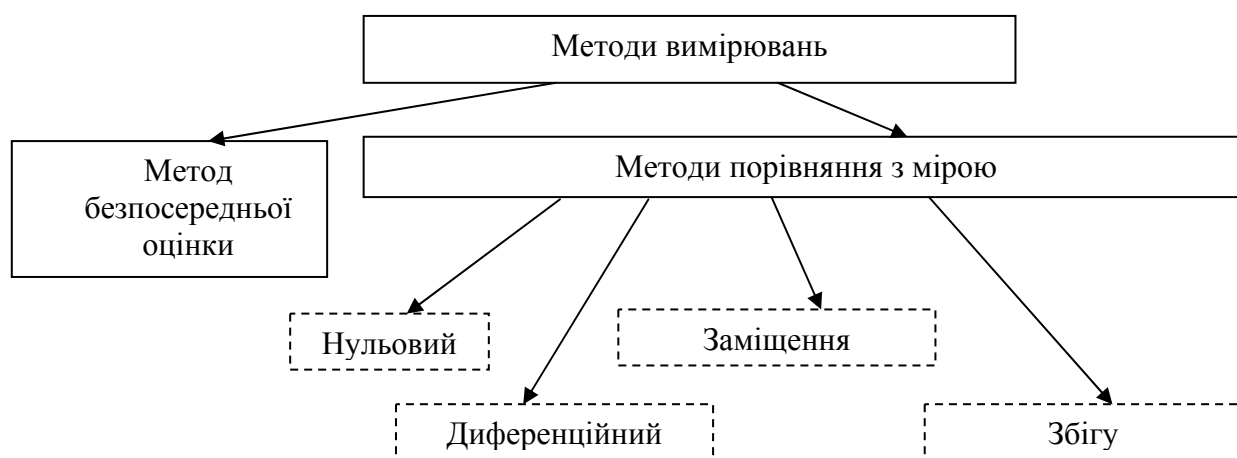 Методи вимірювань
Метод
безпосередньої
оцінки
Методи порівняння з мірою
Нульовий
Заміщення
Диференційний
Збігу